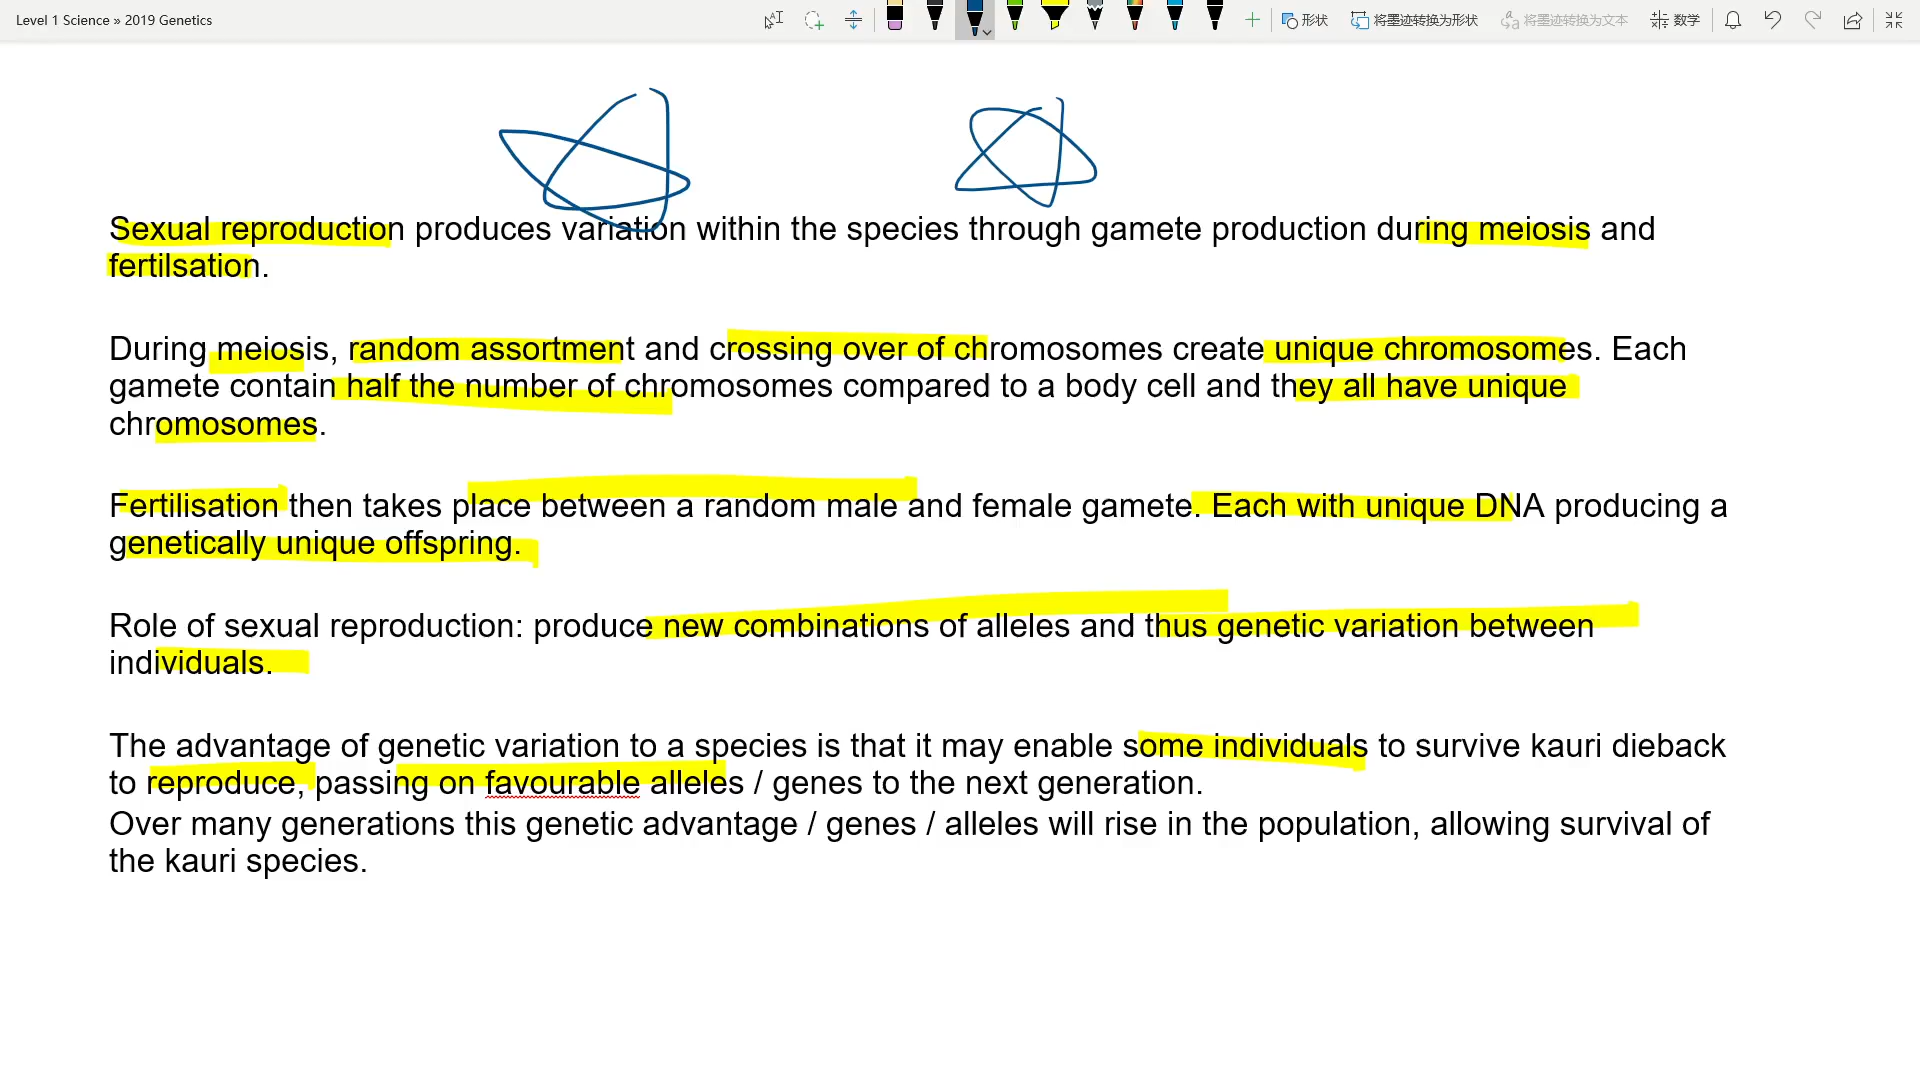 Level 1 Science » 2019 Genetics
形状
将墨迹转换为形状
将墨迹转换为文本
数学
Sexual reproduction produces variation within the species through gamete production during meiosis and
fertilsation.
During meiosis, random assortment and crossing over of chromosomes create unique chromosomes. Each
gamete contain half the number of chromosomes compared to a body cell and they all have unique
chromosomes.
Fertilisation then takes place between a random male and female gamete. Each with unique DNA producing a
genetically unique offspring.
Role of sexual reproduction: produce new combinations of alleles and thus genetic variation between
individuals.
The advantage of genetic variation to a species is that it may enable some individuals to survive kauri dieback
to reproduce, passing on favourable alleles / genes to the next generation.
Over many generations this genetic advantage / genes / alleles will rise in the population, allowing survival of
the kauri species.